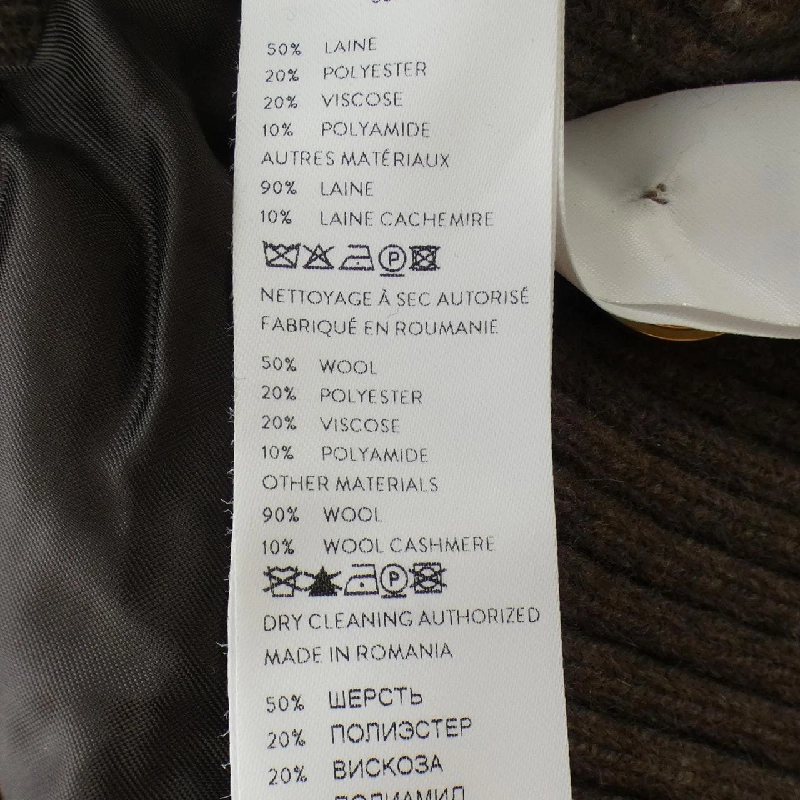 50% LAINE
20% POLYESTER
20% VISCOSE
10% POLYAMIDE
AUTRES MATÉRIAUX
90% LAINE
10% LAINE CACHEMIRE
P
NETTOYAGE À SEC AUTORISÉ
FABRIQUÉ EN ROUMANIE
50% WOOL
20% POLYESTER
20% VISCOSE
10% POLYAMIDE
OTHER MATERIALS
90% WOOL
10% WOOL CASHMERE
P
DRY CLEANING AUTHORIZED
MADE IN ROMANIA
50% ШЕРСТЬ
20% ПОЛИЭСТЕР
20% ВИСКОЗА
ПОЛИАМИД